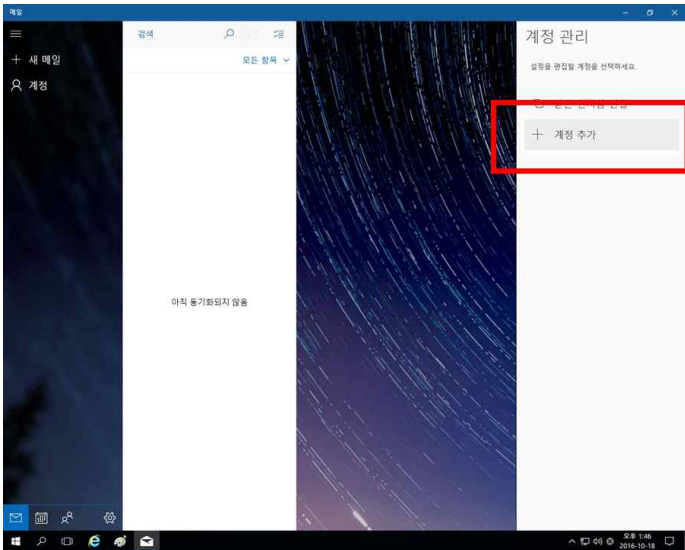 메일
새 메일
계정
검색
모든 항목
아직 동기화되지 않음
계정 관리
설정을 편집할 계정을 선택하세요.
계정 추가
오후 1:46
2016-10-18